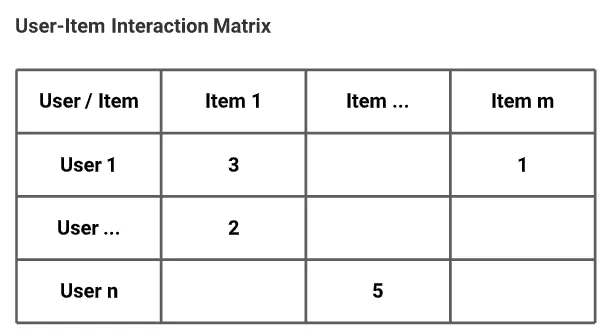 User-Item Interaction Matrix
User / Item Item 1 Item ... Item m
User 1 3 1
User ... 2
User n 5